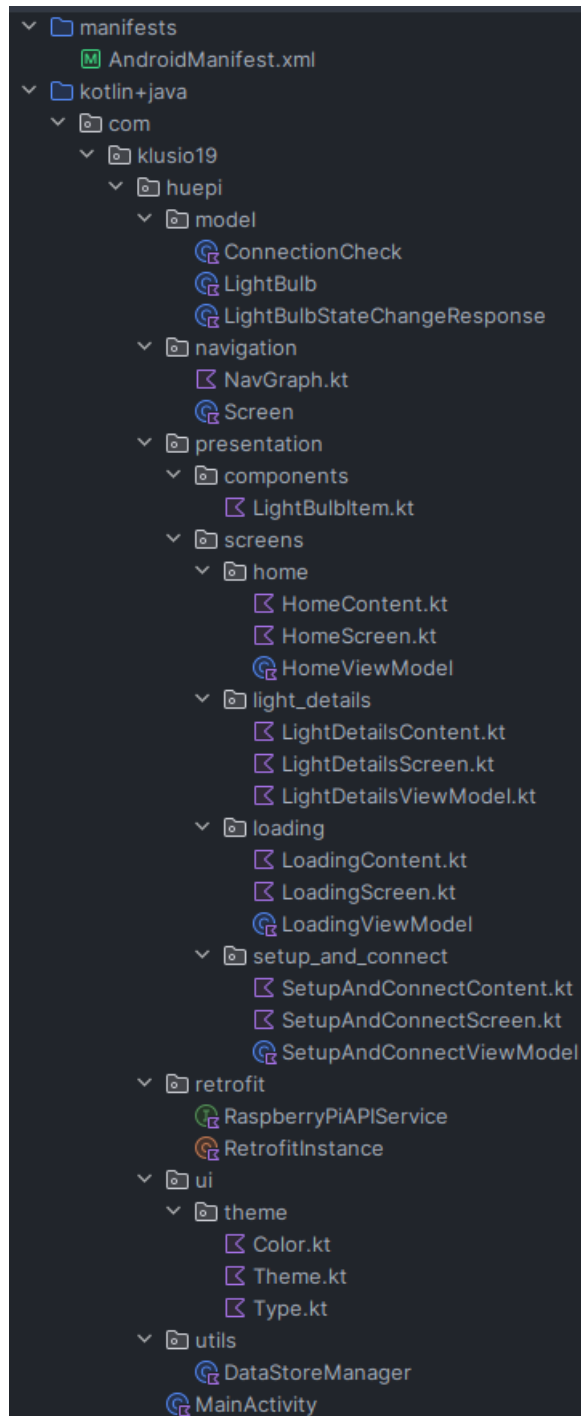 manifests
AndroidManifest.xml
kotlin+java
com
klusio19
huepi
model
ConnectionCheck
LightBulb
LightBulbStateChangeResponse
navigation
NavGraph.kt
Screen
presentation
components
LightBulbItem.kt
screens
home
HomeContent.kt
HomeScreen.kt
HomeViewModel
light_details
LightDetailsContent.kt
LightDetailsScreen.kt
LightDetailsViewModel.kt
loading
LoadingContent.kt
LoadingScreen.kt
LoadingViewModel
setup_and_connect
SetupAndConnectContent.kt
SetupAndConnectScreen.kt
SetupAndConnectViewModel
retrofit
RaspberryPiAPIService
RetrofitInstance
ui
theme
Color.kt
Theme.kt
Type.kt
utils
DataStoreManager
MainActivity